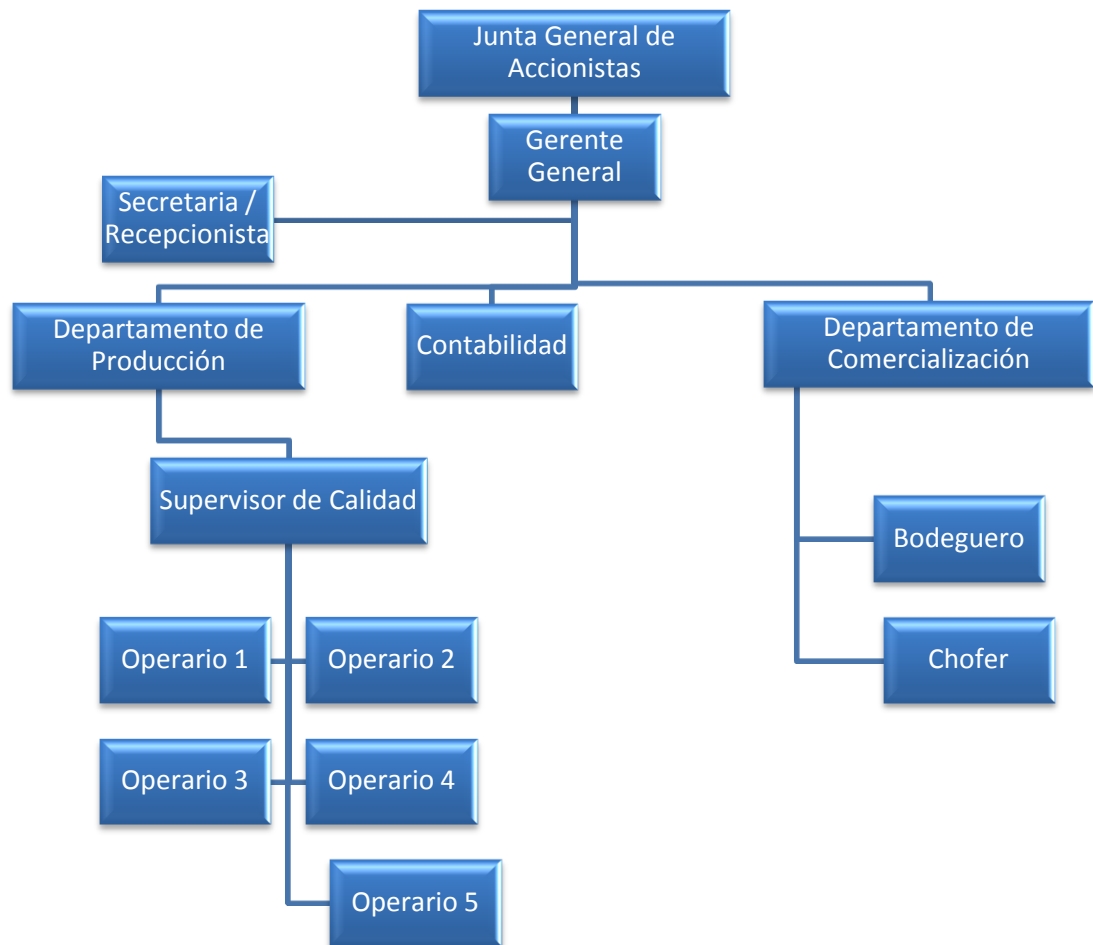 Junta General de
Accionistas
Gerente
General
Secretaria /
Recepcionista
Departamento de
Producción
Contabilidad
Departamento de
Comercialización
Supervisor de Calidad
Bodeguero
Operario 1
Operario 2
Chofer
Operario 3
Operario 4
Operario 5